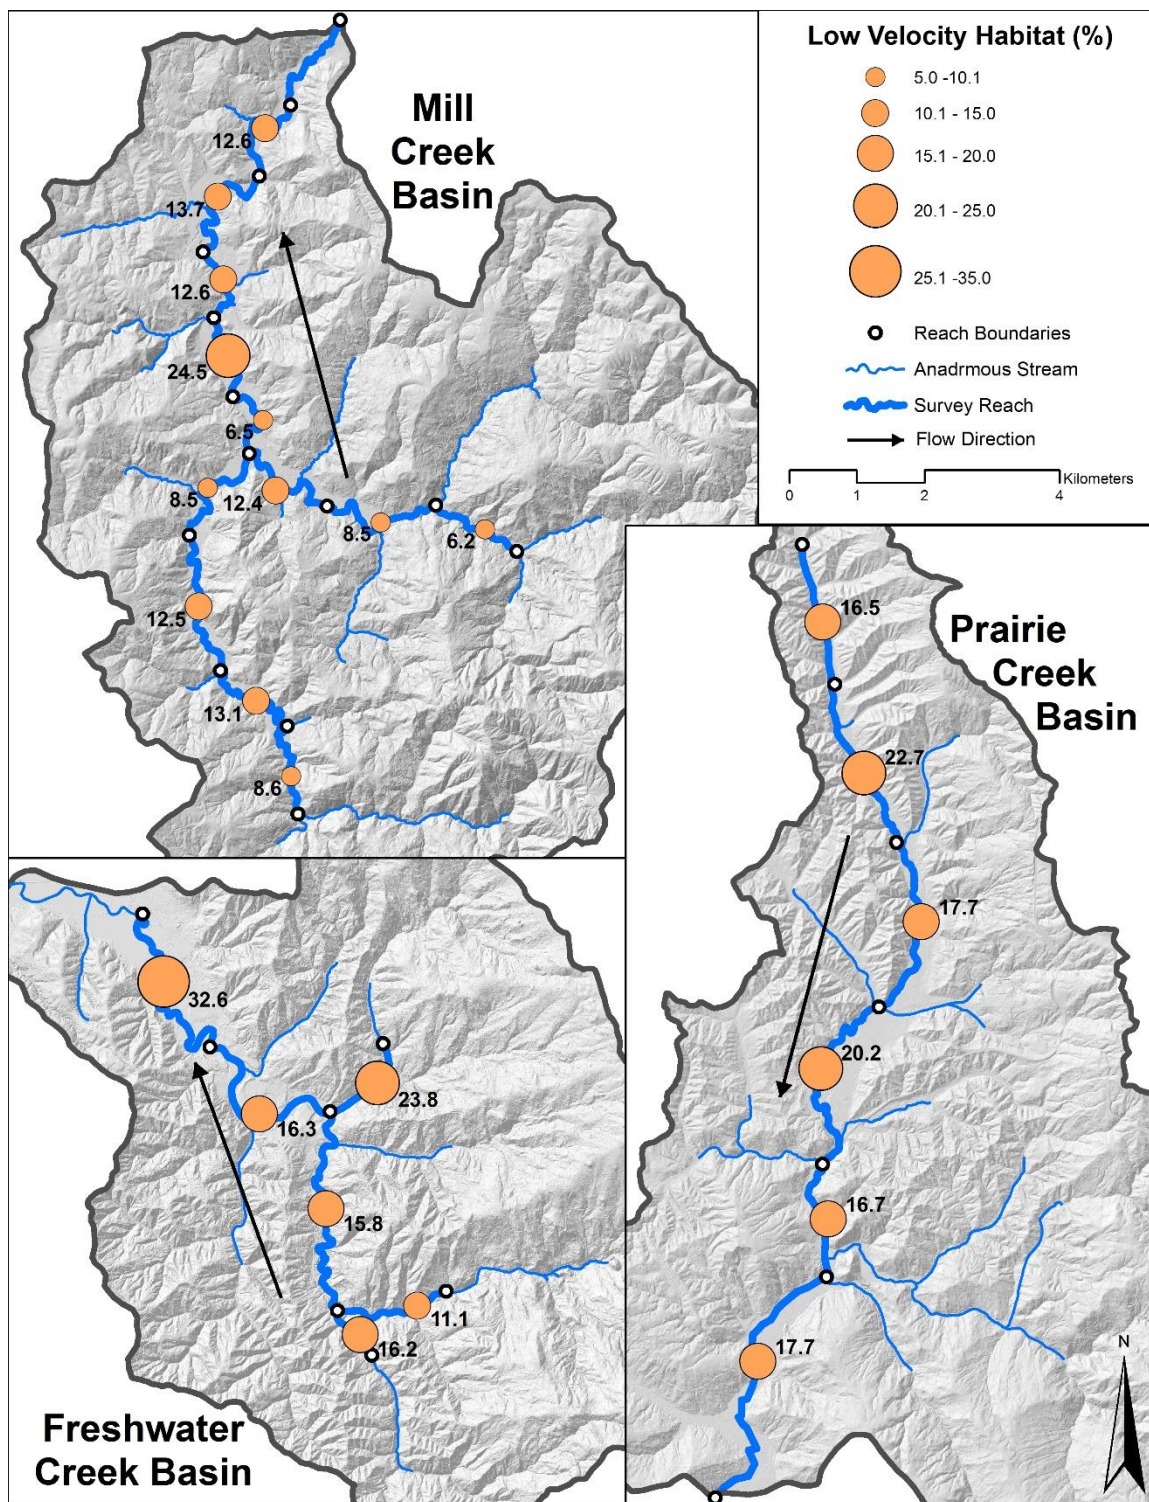 Mill
Creek
Basin
12.6
13.7
12.6
24.5
6.5
8.5
12.4
8.5
6.2
12.5
13.1
8.6
Low Velocity Habitat (%)
5.0 -10.1
10.1 - 15.0
15.1 - 20.0
20.1 - 25.0
25.1 -35.0
Reach Boundaries
Anadrmous Stream
Survey Reach
Flow Direction
Kilometers
0 1 2 4
Prairie
Creek
Basin
16.5
22.7
17.7
20.2
16.7
17.7
N
32.6
23.8
16.3
15.8
11.1
16.2
Freshwater
Creek Basin